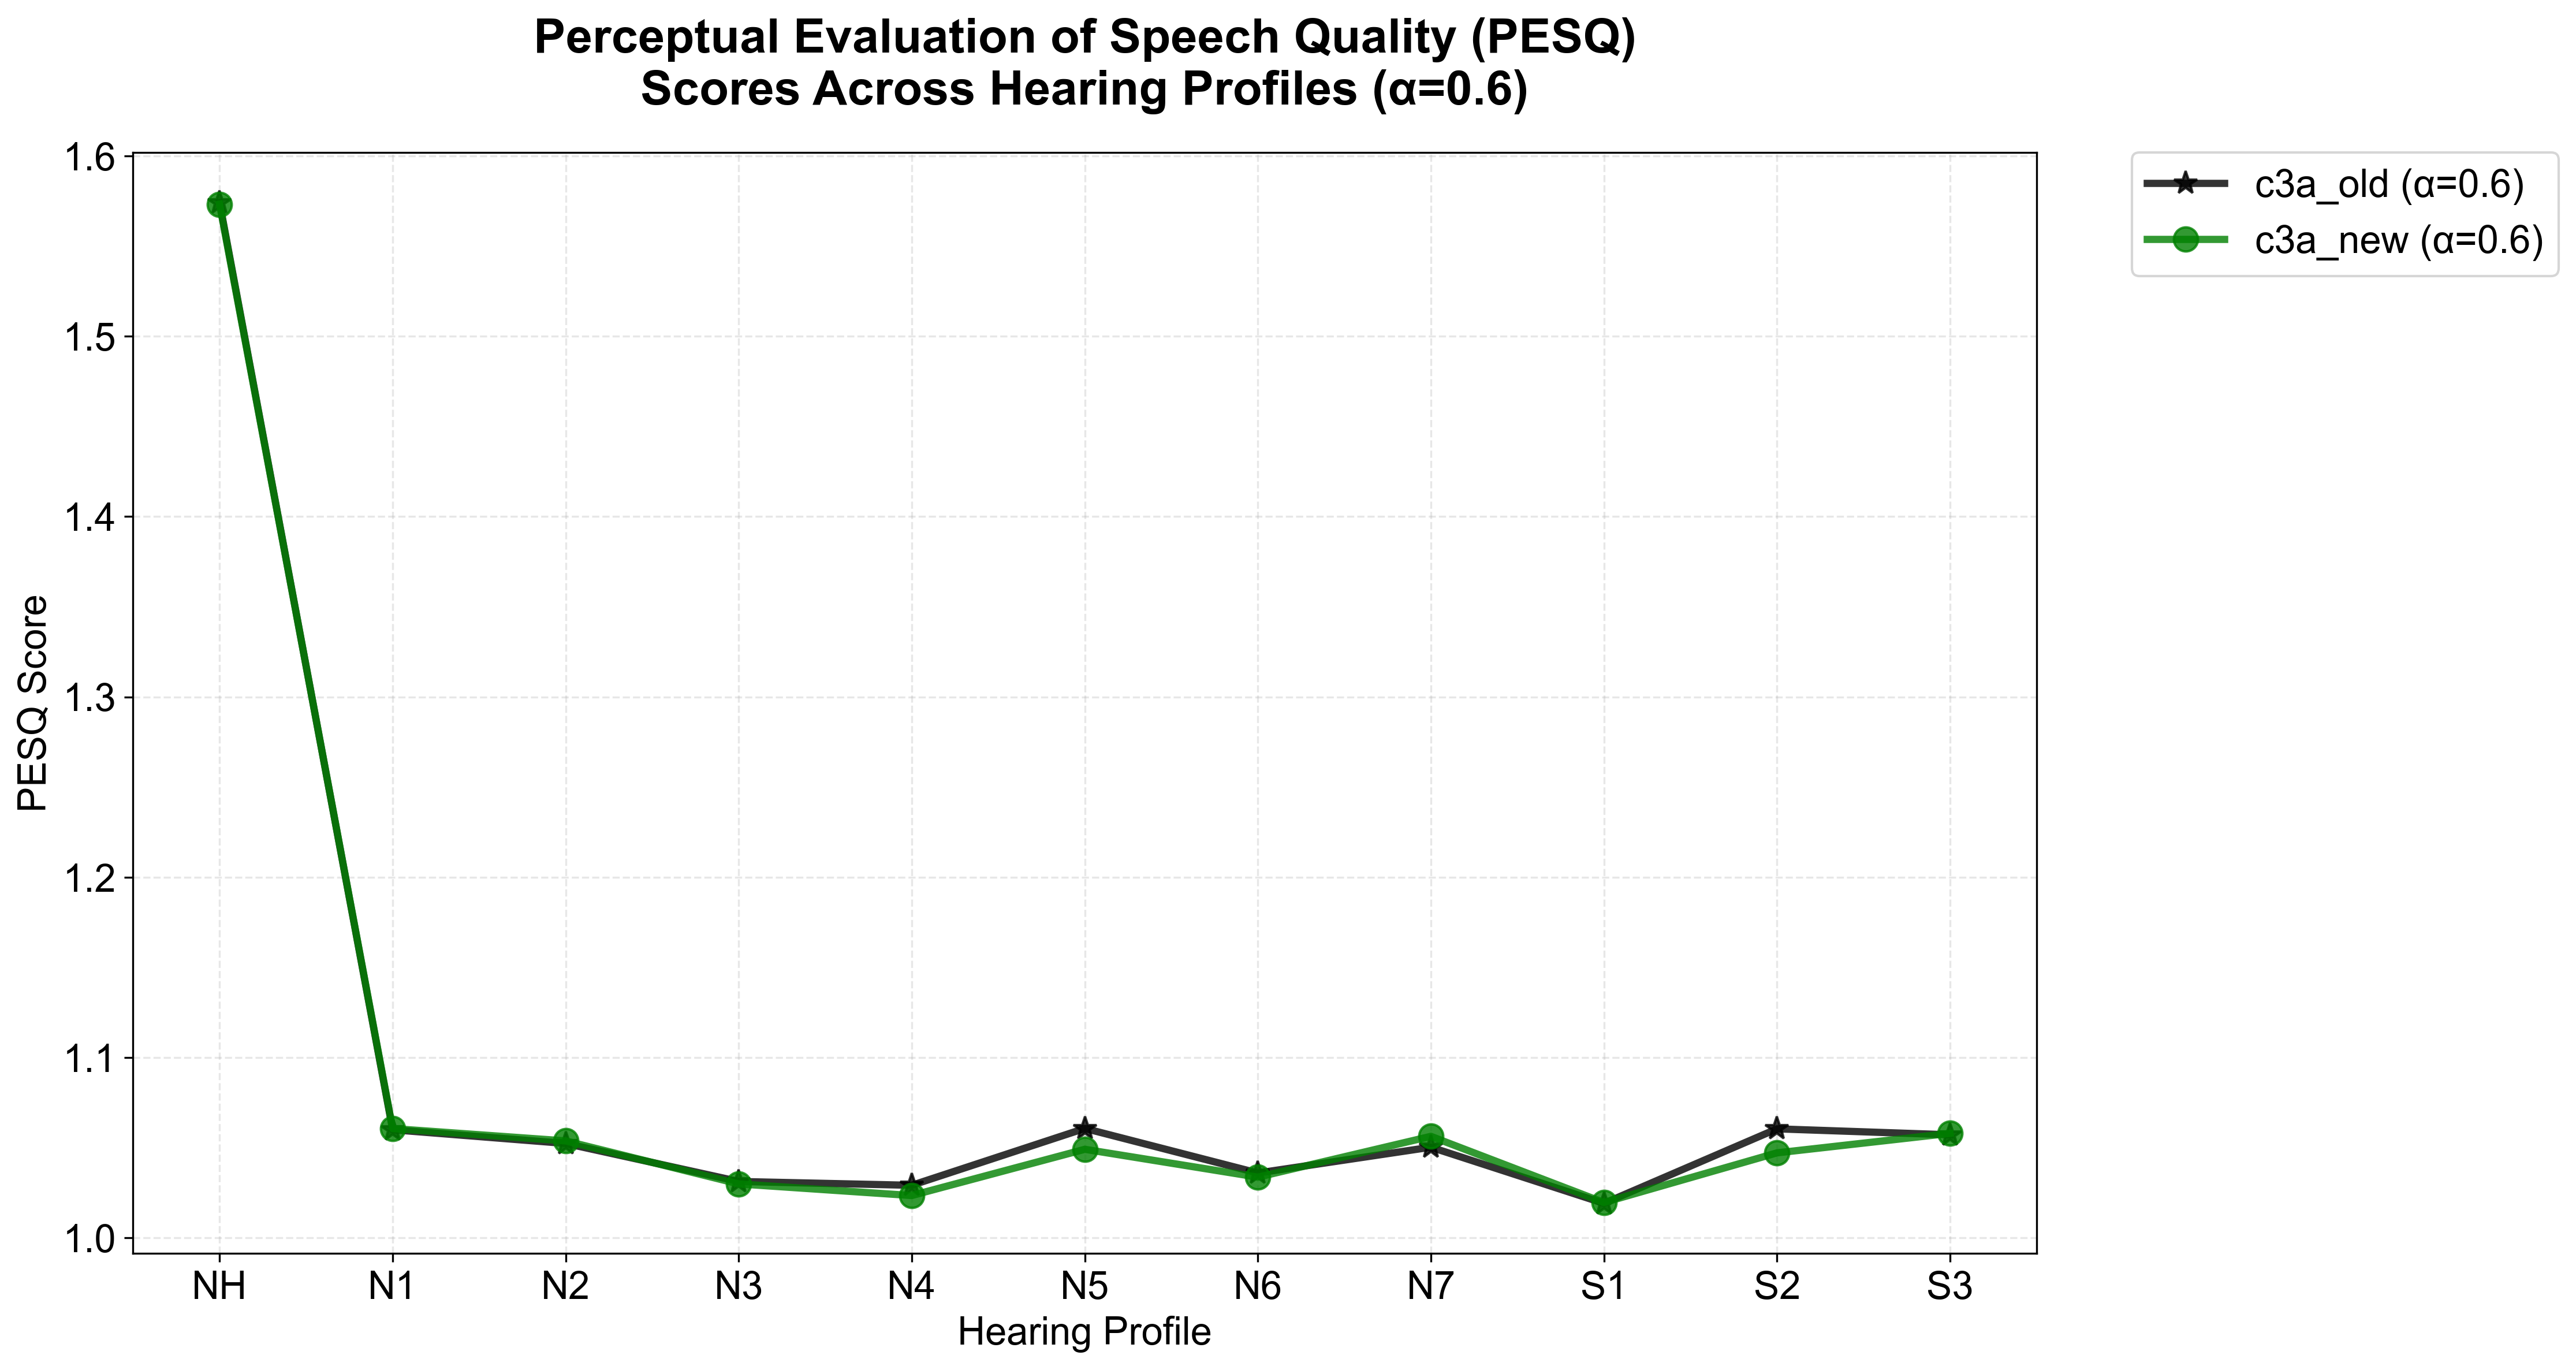 Perceptual Evaluation of Speech Quality (PESQ)
Scores Across Hearing Profiles (α=0.6)
c3a_old (α=0.6)
c3a_new (α=0.6)
PESQ Score
1.6
1.5
1.4
1.3
1.2
1.1
1.0
NH N1 N2 N3 N4 N5 N6 N7 S1 S2 S3
Hearing Profile